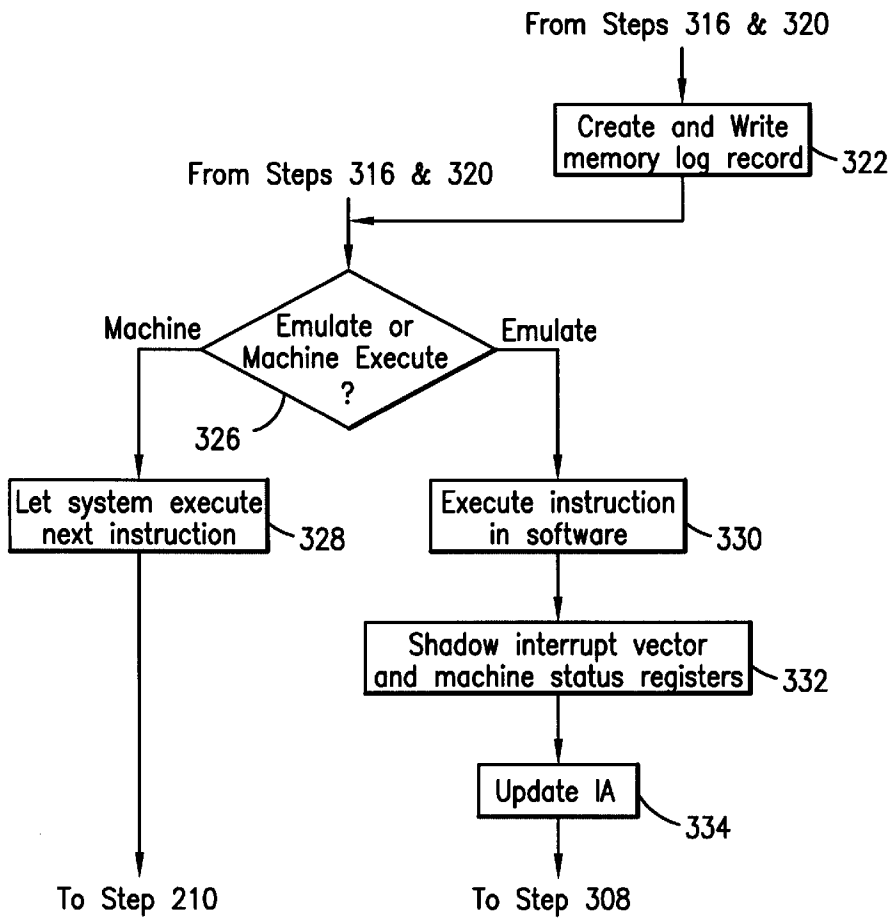 From Steps 316 & 320
Create and Write
memory log record
322
From Steps 316 & 320
Machine
Emulate or
Machine Execute
?
Emulate
326
Let system execute
next instruction
328
Execute instruction
in software
330
Shadow interrupt vector
and machine status registers
332
Update IA
334
To Step 210
To Step 308